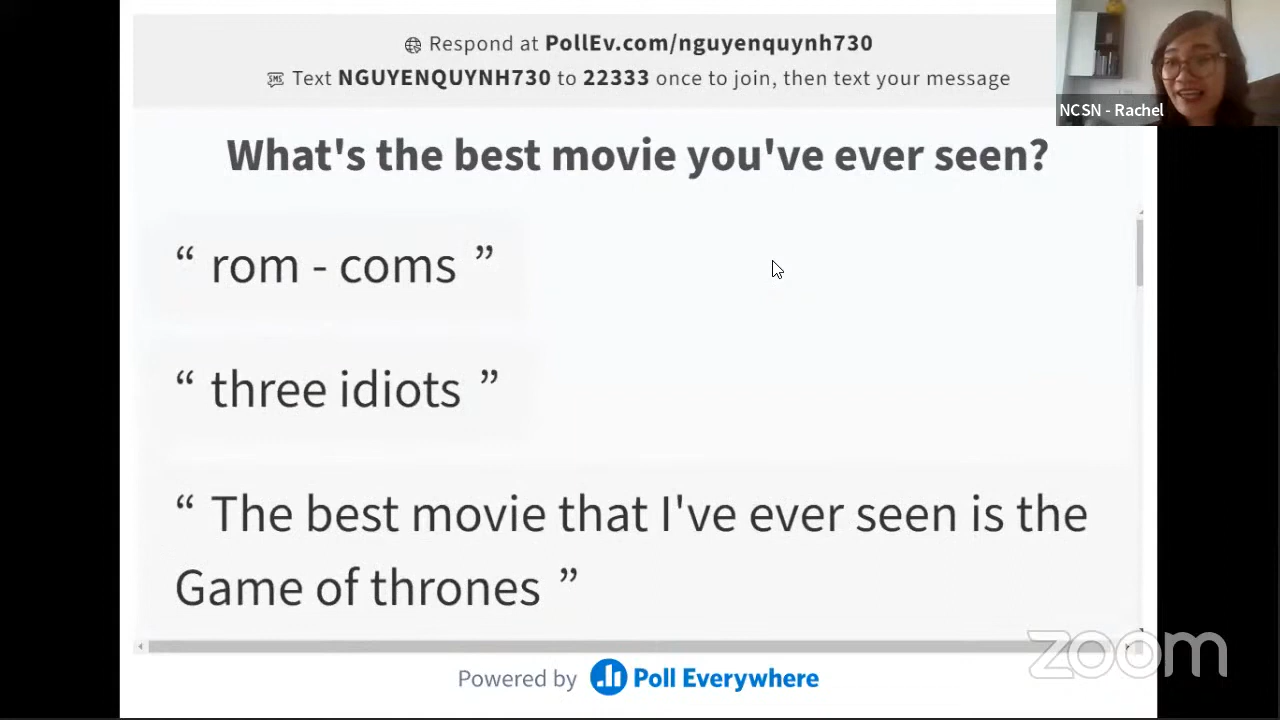 Respond at PollEv.com/nguyenquynh730
Text NGUYENQUYNH730 to 22333 once to join, then text your message
NCSN - Rachel
What's the best movie you've ever seen?
“ rom - coms ”
“ three idiots ”
“ The best movie that I've ever seen is the
Game of thrones ”
zoom
Powered by Poll Everywhere